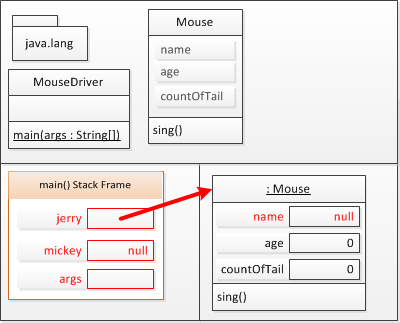 java.lang
MouseDriver
main(args : String[])
Mouse
name
age
countOfTail
sing()
main() Stack Frame
jerry
mickey null
args
: Mouse
name null
age 0
countOfTail 0
sing()